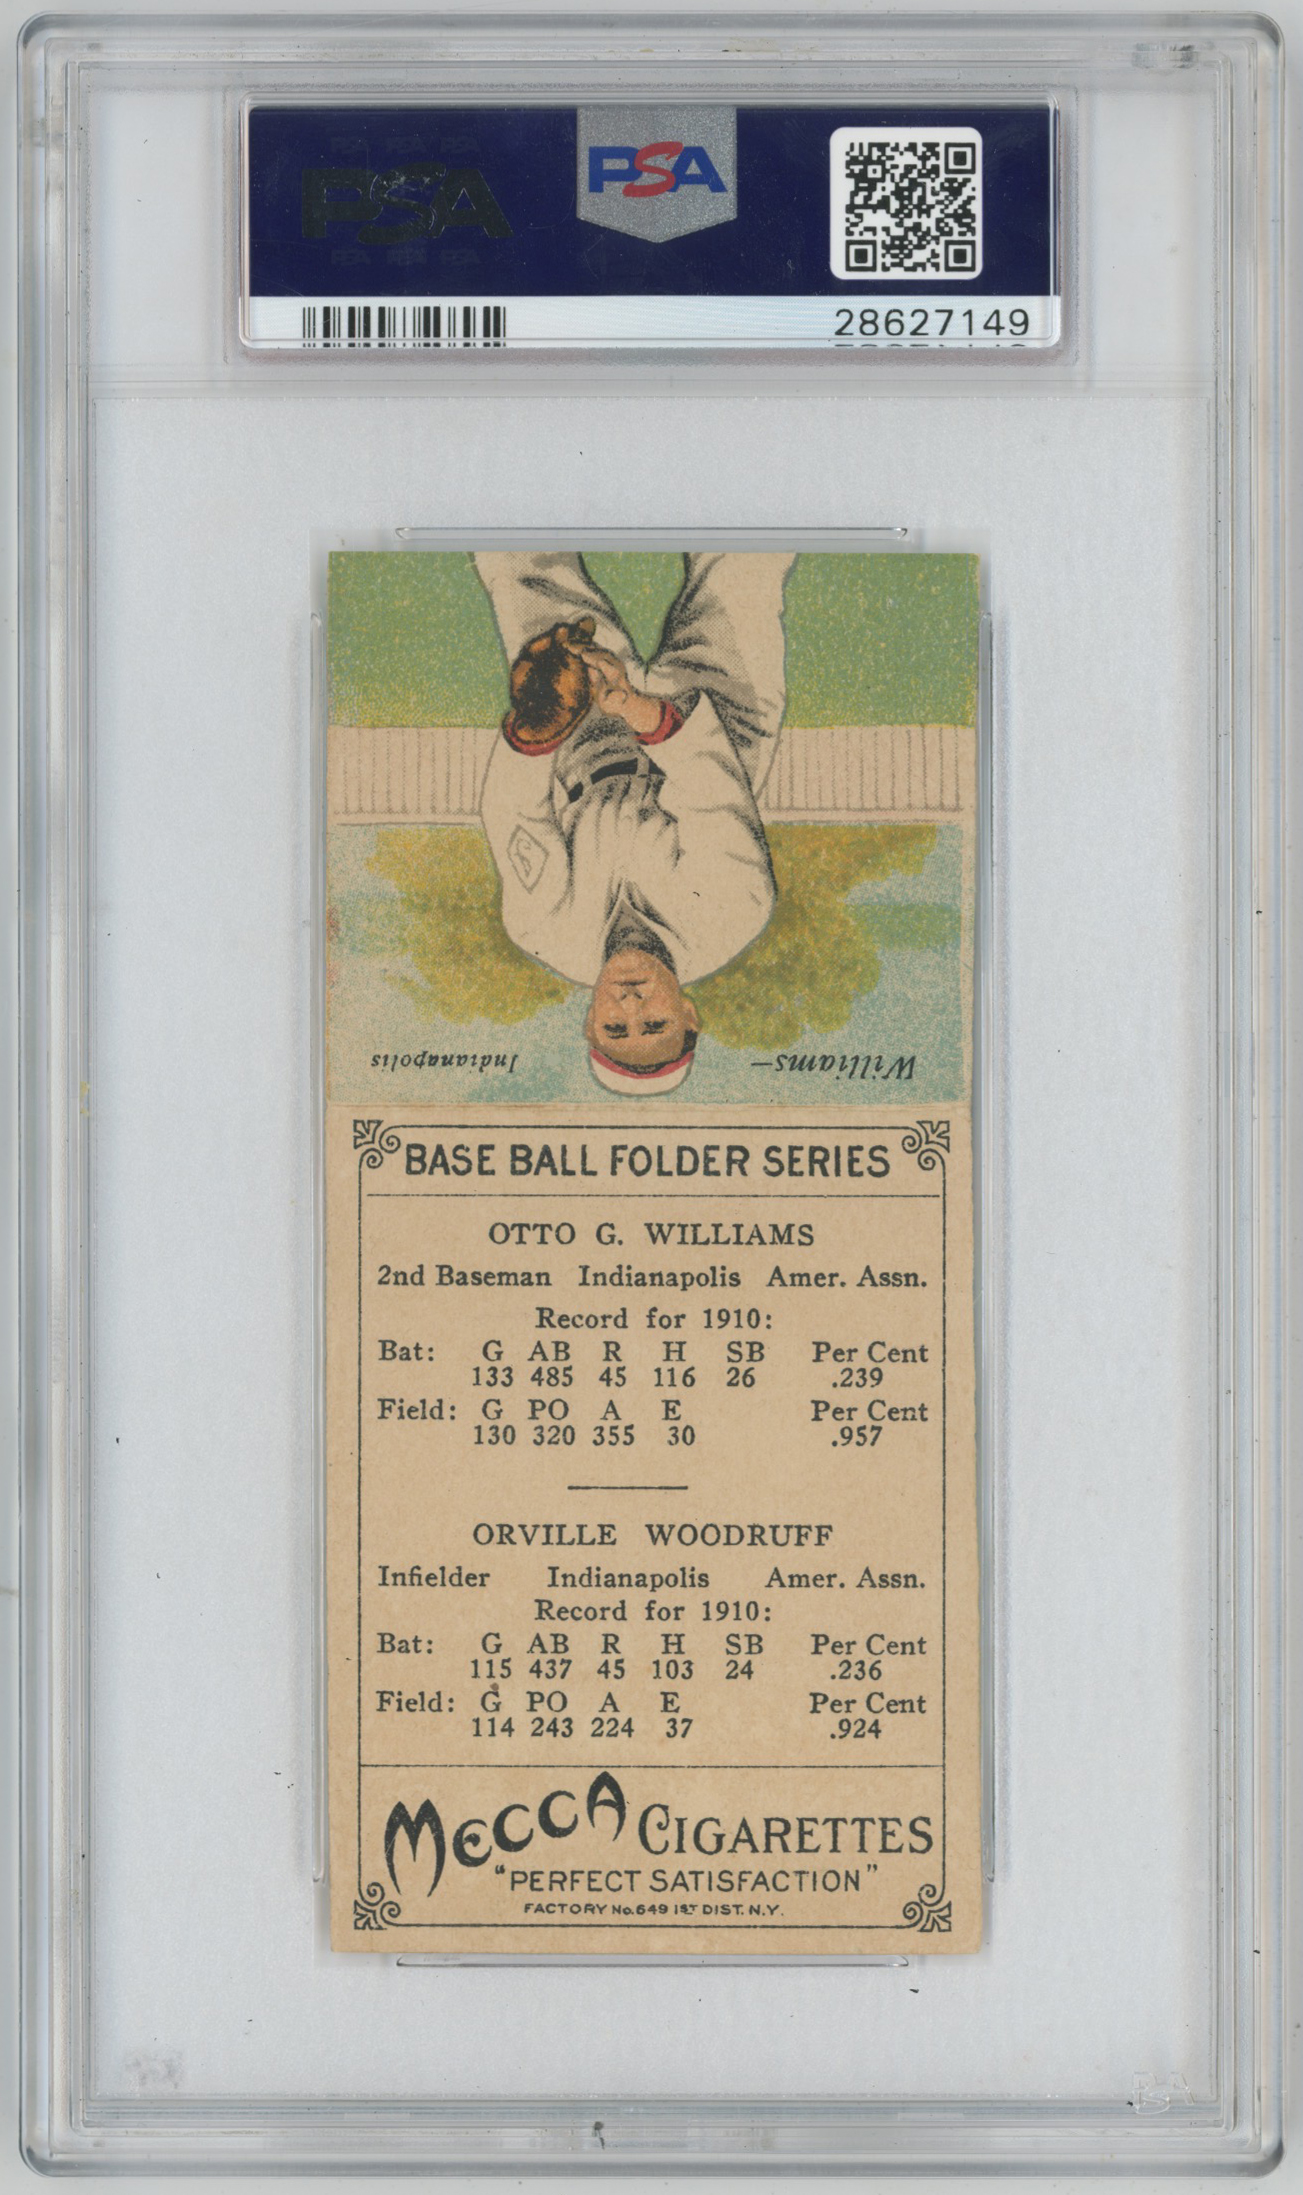 PSA
PSA
28627149
Williams—
Indianapolis
BASE BALL FOLDER SERIES
OTTO G. WILLIAMS
2nd Baseman Indianapolis Amer. Assn.
Record for 1910:
Bat: G AB R H SB Per Cent
133 485 45 116 26 .239
Field: G PO A E Per Cent
130 320 355 30 .957
ORVILLE WOODRUFF
Infielder Indianapolis Amer. Assn.
Record for 1910:
Bat: G AB R H SB Per Cent
115 437 45 103 24 .236
Field: G PO A E Per Cent
114 243 224 37 .924
MECCA CIGARETTES
"PERFECT SATISFACTION"
FACTORY No. 649 1ST DIST. N.Y.